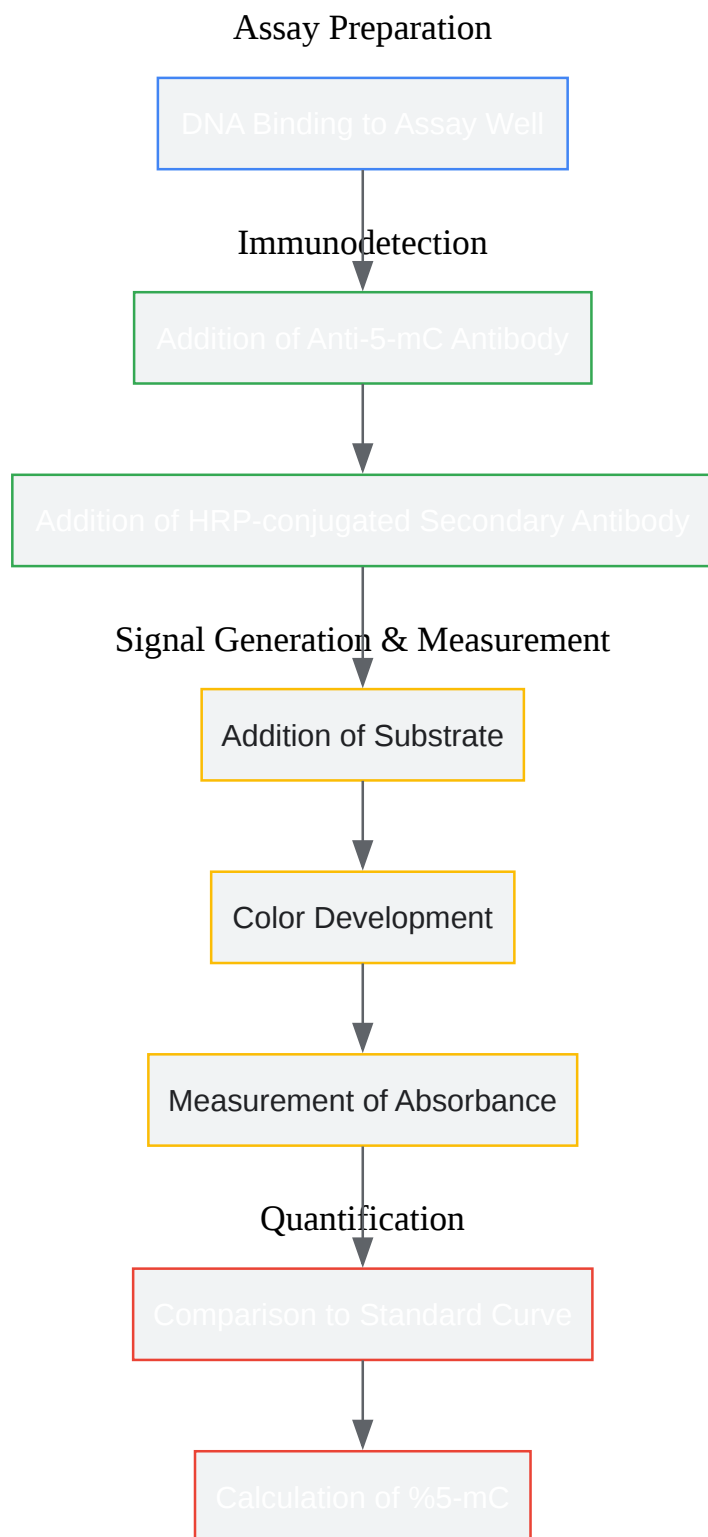 Assay Preparation
DNA Binding to Assay Well
Immunodetection
Addition of Anti-5-mC Antibody
Addition of HRP-conjugated Secondary Antibody
Signal Generation & Measurement
Addition of Substrate
Color Development
Measurement of Absorbance
Quantification
Comparison to Standard Curve
Calculation of %5-mC